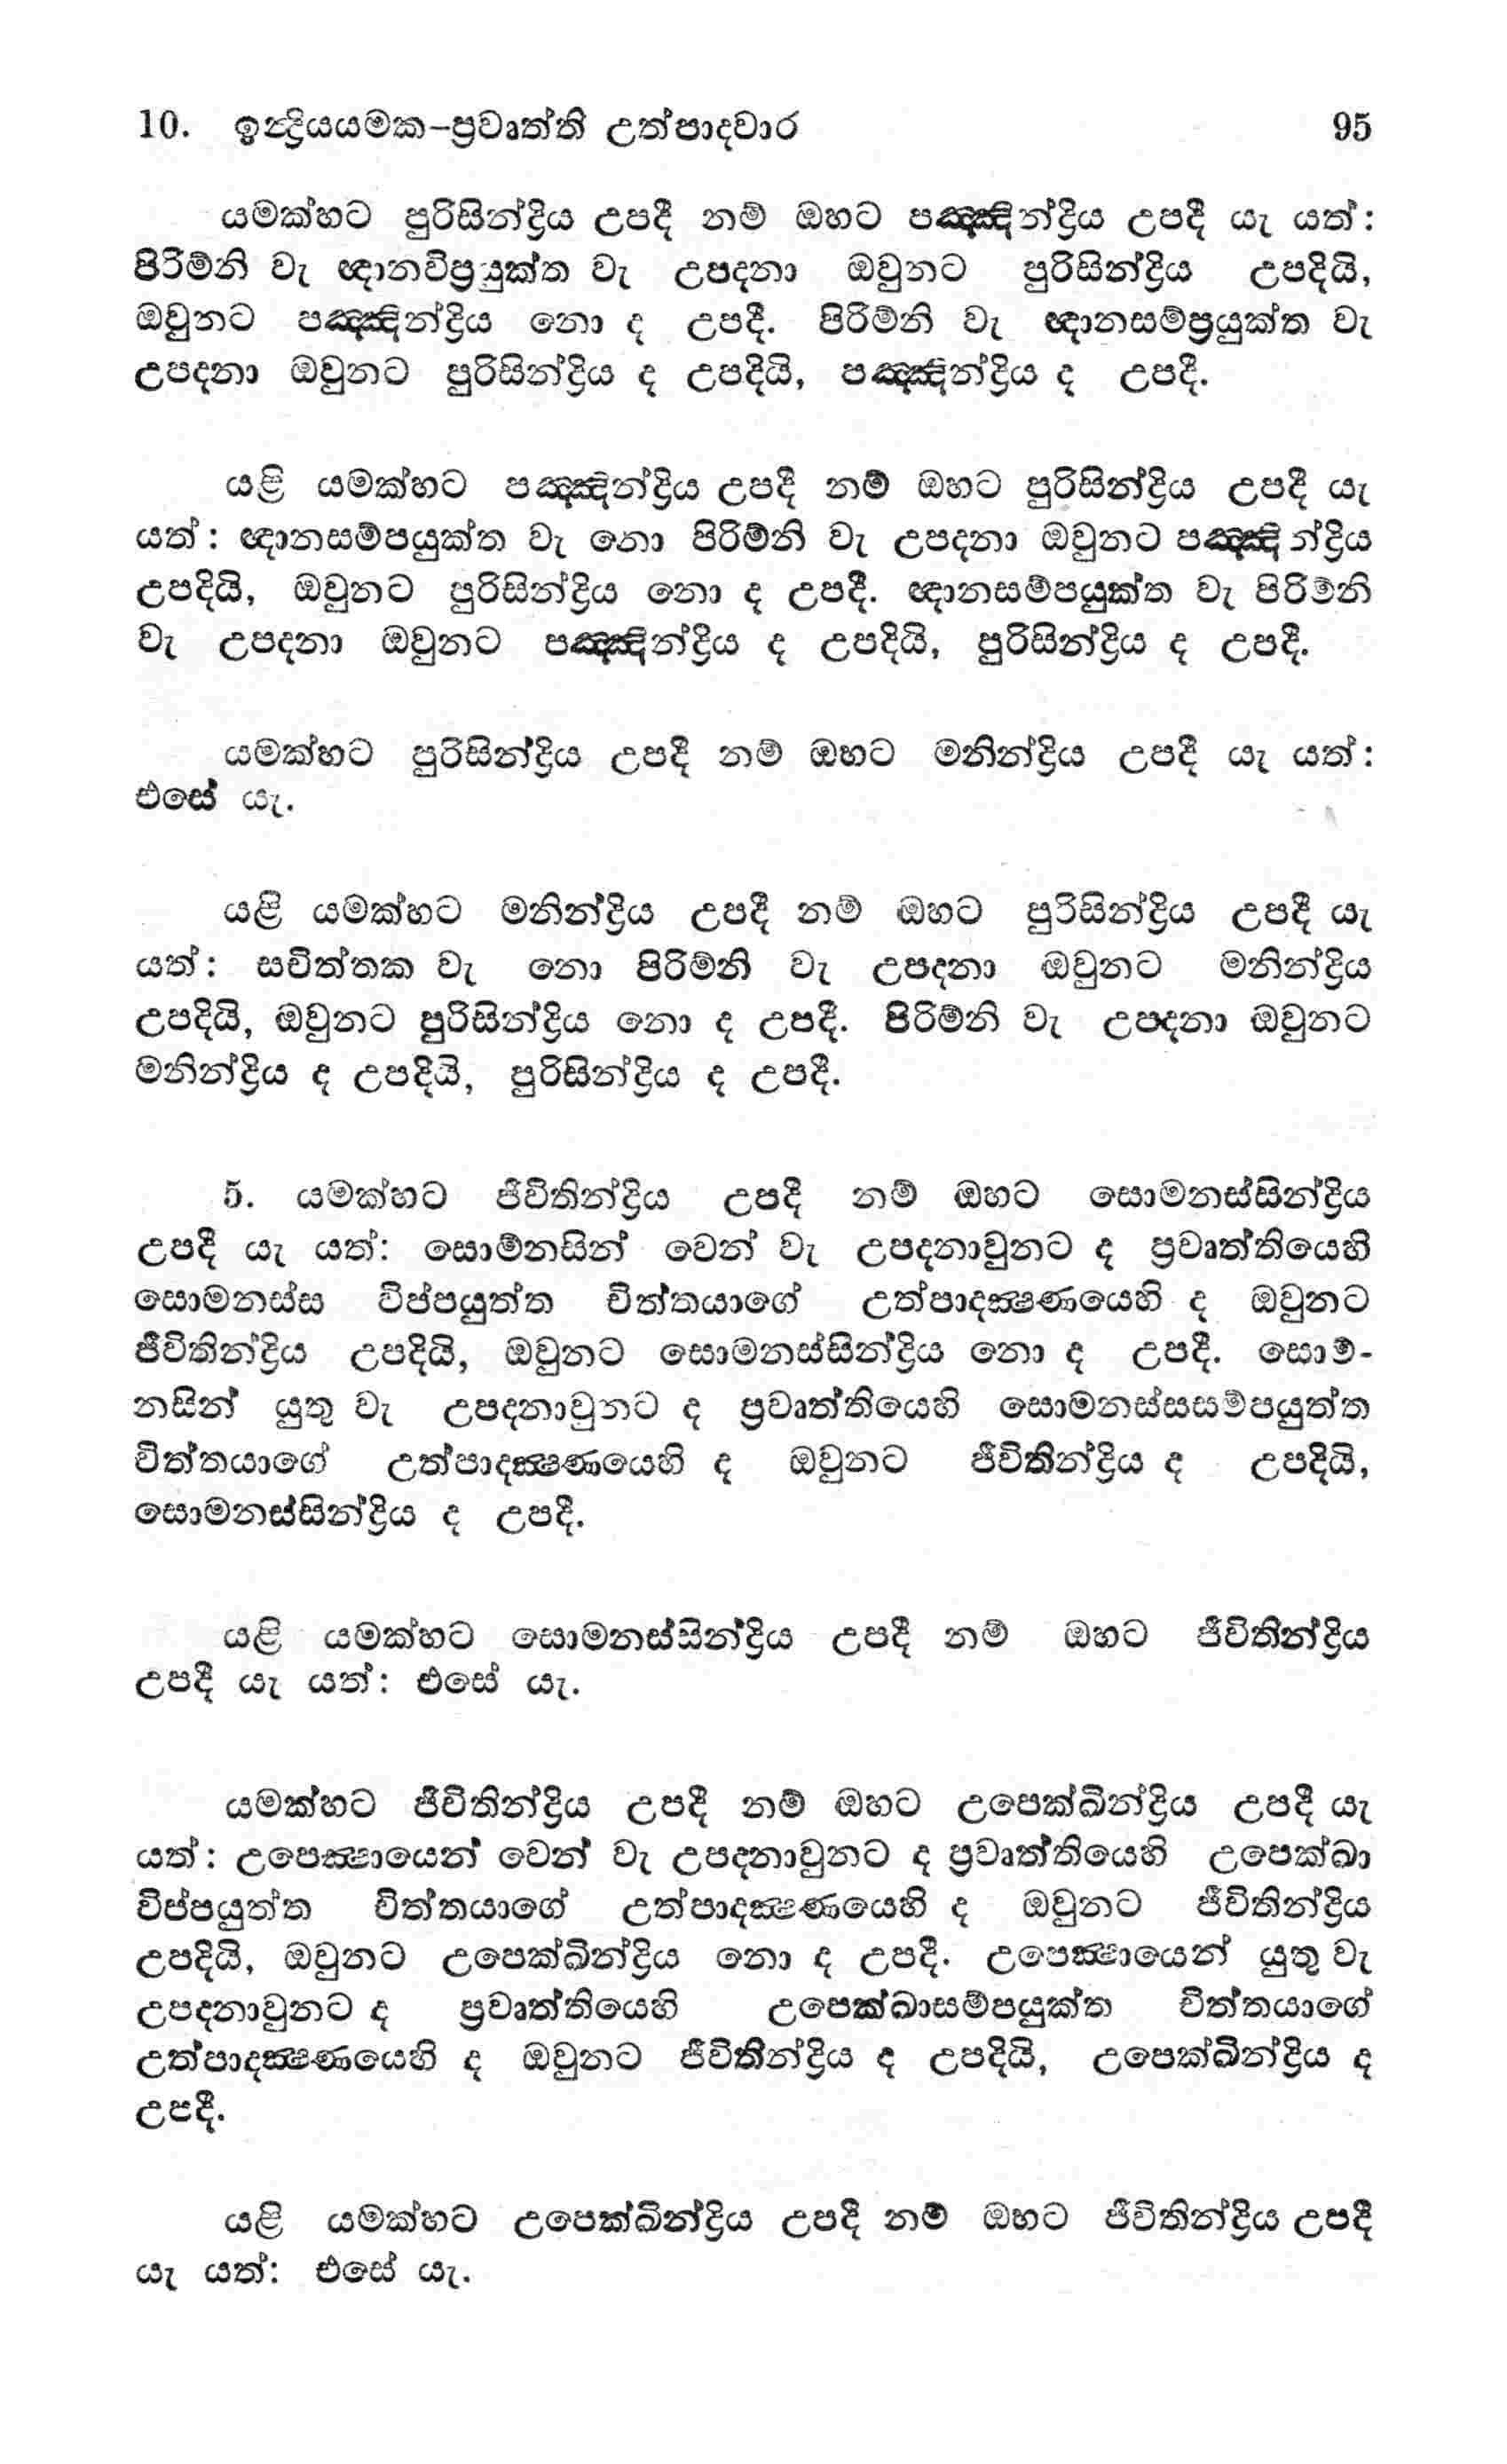 10. ඉන්ද්‍රියයමක-ප්‍රවෘත්ති උත්පාදවාර 95
යමක්හට පුරිසින්ද්‍රිය උපදී නම් ඔහට පඤ්ඤින්ද්‍රිය උපදී යැ යත්:
පිරිමිනි වැ ඥානවිප්‍රයුක්ත වැ උපදනා ඔවුනට පුරිසින්ද්‍රිය උපදියි,
ඔවුනට පඤ්ඤින්ද්‍රිය නො ද උපදී. පිරිමිනි වැ ඥානසම්ප්‍රයුක්ත වැ
උපදනා ඔවුනට පුරිසින්ද්‍රිය ද උපදියි, පඤ්ඤින්ද්‍රිය ද උපදී.
යළි යමක්හට පඤ්ඤින්ද්‍රිය උපදී නම් ඔහට පුරිසින්ද්‍රිය උපදී යැ
යත්: ඥානසම්පයුක්ත වැ නො පිරිමිනි වැ උපදනා ඔවුනට පඤ්ඤින්ද්‍රිය
උපදියි, ඔවුනට පුරිසින්ද්‍රිය නො ද උපදී. ඥානසම්පයුක්ත වැ පිරිමිනි
වැ උපදනා ඔවුනට පඤ්ඤින්ද්‍රිය ද උපදියි, පුරිසින්ද්‍රිය ද උපදී.
යමක්හට පුරිසින්ද්‍රිය උපදී නම් ඔහට මනින්ද්‍රිය උපදී යැ යත්:
එසේ යැ.
යළි යමක්හට මනින්ද්‍රිය උපදී නම් ඔහට පුරිසින්ද්‍රිය උපදී යැ
යත්: සචිත්තක වැ නො පිරිමිනි වැ උපදනා ඔවුනට මනින්ද්‍රිය
උපදියි, ඔවුනට පුරිසින්ද්‍රිය නො ද උපදී. පිරිමිනි වැ උපදනා ඔවුනට
මනින්ද්‍රිය ද උපදියි, පුරිසින්ද්‍රිය ද උපදී.
5. යමක්හට ජීවිතින්ද්‍රිය උපදී නම් ඔහට සොමනස්සින්ද්‍රිය
උපදී යැ යත්: සොම්නසින් වෙන් වැ උපදනාවුනට ද ප්‍රවෘත්තියෙහි
සොමනස්ස විප්පයුත්ත චිත්තයාගේ උත්පාදක්‍ෂණයෙහි ද ඔවුනට
ජීවිතින්ද්‍රිය උපදියි, ඔවුනට සොමනස්සින්ද්‍රිය නො ද උපදී. සොම්-
නසින් යුතු වැ උපදනාවුනට ද ප්‍රවෘත්තියෙහි සොමනස්සසම්පයුත්ත
චිත්තයාගේ උත්පාදක්‍ෂණයෙහි ද ඔවුනට ජීවිතින්ද්‍රිය ද උපදියි,
සොමනස්සින්ද්‍රිය ද උපදී.
යළි යමක්හට සොමනස්සින්ද්‍රිය උපදී නම් ඔහට ජීවිතින්ද්‍රිය
උපදී යැ යත්: එසේ යැ.
යමක්හට ජීවිතින්ද්‍රිය උපදී නම් ඔහට උපෙක්ඛින්ද්‍රිය උපදී යැ
යත්: උපෙක්‍ෂායෙන් වෙන් වැ උපදනාවුනට ද ප්‍රවෘත්තියෙහි උපෙක්ඛා
විප්පයුත්ත චිත්තයාගේ උත්පාදක්‍ෂණයෙහි ද ඔවුනට ජීවිතින්ද්‍රිය
උපදියි, ඔවුනට උපෙක්ඛින්ද්‍රිය නො ද උපදී. උපෙක්‍ෂායෙන් යුතු වැ
උපදනාවුනට ද ප්‍රවෘත්තියෙහි උපෙක්ඛාසම්පයුක්ත චිත්තයාගේ
උත්පාදක්‍ෂණයෙහි ද ඔවුනට ජීවිතින්ද්‍රිය ද උපදියි, උපෙක්ඛින්ද්‍රිය ද
උපදී.
යළි යමක්හට උපෙක්ඛින්ද්‍රිය උපදී නම් ඔහට ජීවිතින්ද්‍රිය උපදී
යැ යත්: එසේ යැ.